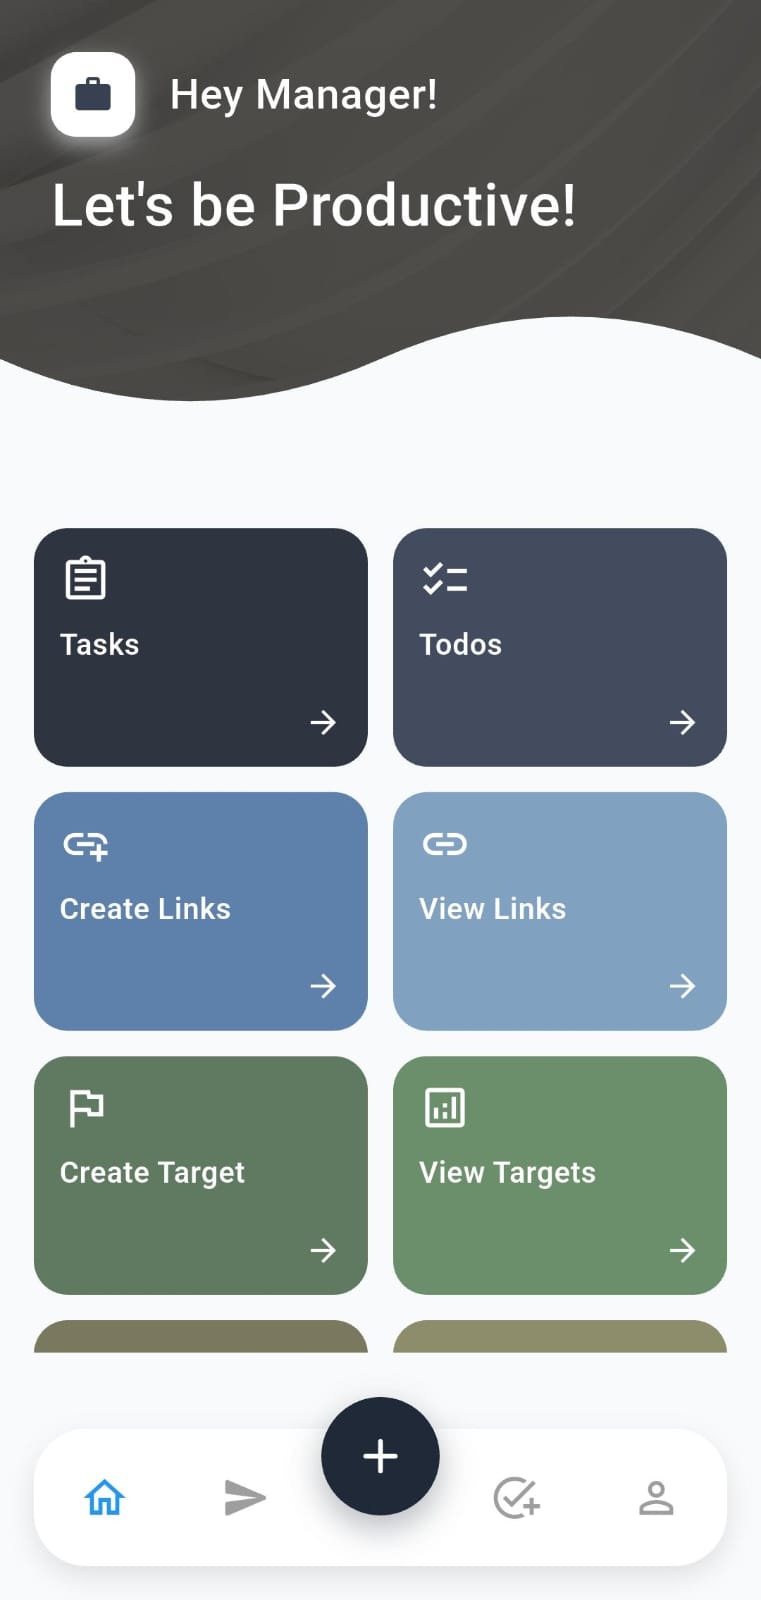 Hey Manager!
Let's be Productive!
Tasks
Todos
Create Links
View Links
Create Target
View Targets